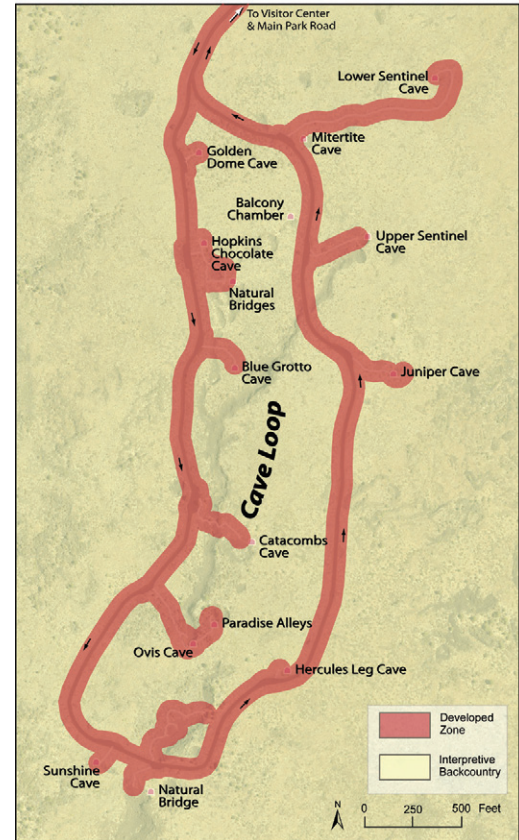 To Visitor Center
& Main Park Road
Lower Sentinel
Cave
Mitertite
Cave
Golden
Dome Cave
Balcony
Chamber
Upper Sentinel
Cave
Hopkins
Chocolate
Cave
Natural
Bridges
Blue Grotto
Cave
Juniper Cave
Cave Loop
Catacombs
Cave
Paradise Alleys
Ovis Cave
Hercules Leg Cave
Sunshine
Cave
Natural
Bridge
Developed
Zone
Interpretive
Backcountry
N
0 250 500 Feet